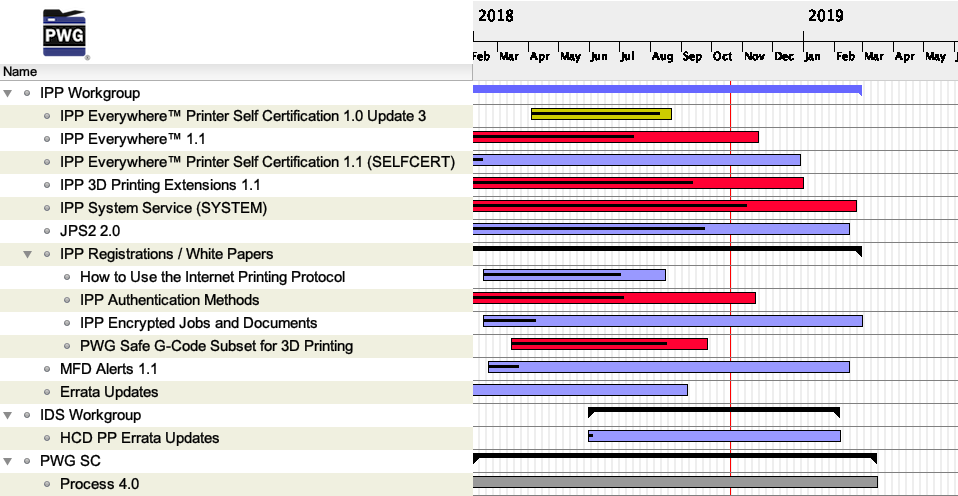 2018
2019
PWG
®
Feb Mar Apr May Jun Jul Aug Sep Oct Nov Dec Jan Feb Mar Apr May
Name
IPP Workgroup
IPP Everywhere™ Printer Self Certification 1.0 Update 3
IPP Everywhere™ 1.1
IPP Everywhere™ Printer Self Certification 1.1 (SELFCERT)
IPP 3D Printing Extensions 1.1
IPP System Service (SYSTEM)
JPS2 2.0
IPP Registrations / White Papers
How to Use the Internet Printing Protocol
IPP Authentication Methods
IPP Encrypted Jobs and Documents
PWG Safe G-Code Subset for 3D Printing
MFD Alerts 1.1
Errata Updates
IDS Workgroup
HCD PP Errata Updates
PWG SC
Process 4.0